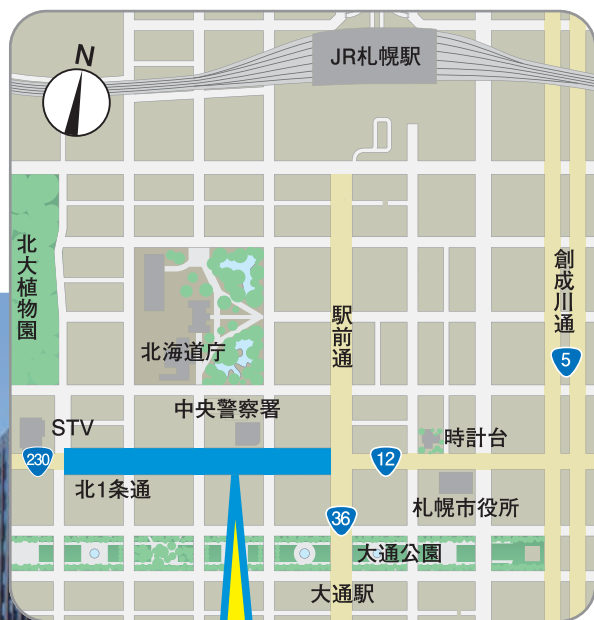 N
JR札幌駅
北大植物園
創成川通
駅前通
北海道庁
5
中央警察署
STV
時計台
230
12
北1条通
札幌市役所
36
大通公園
大通駅